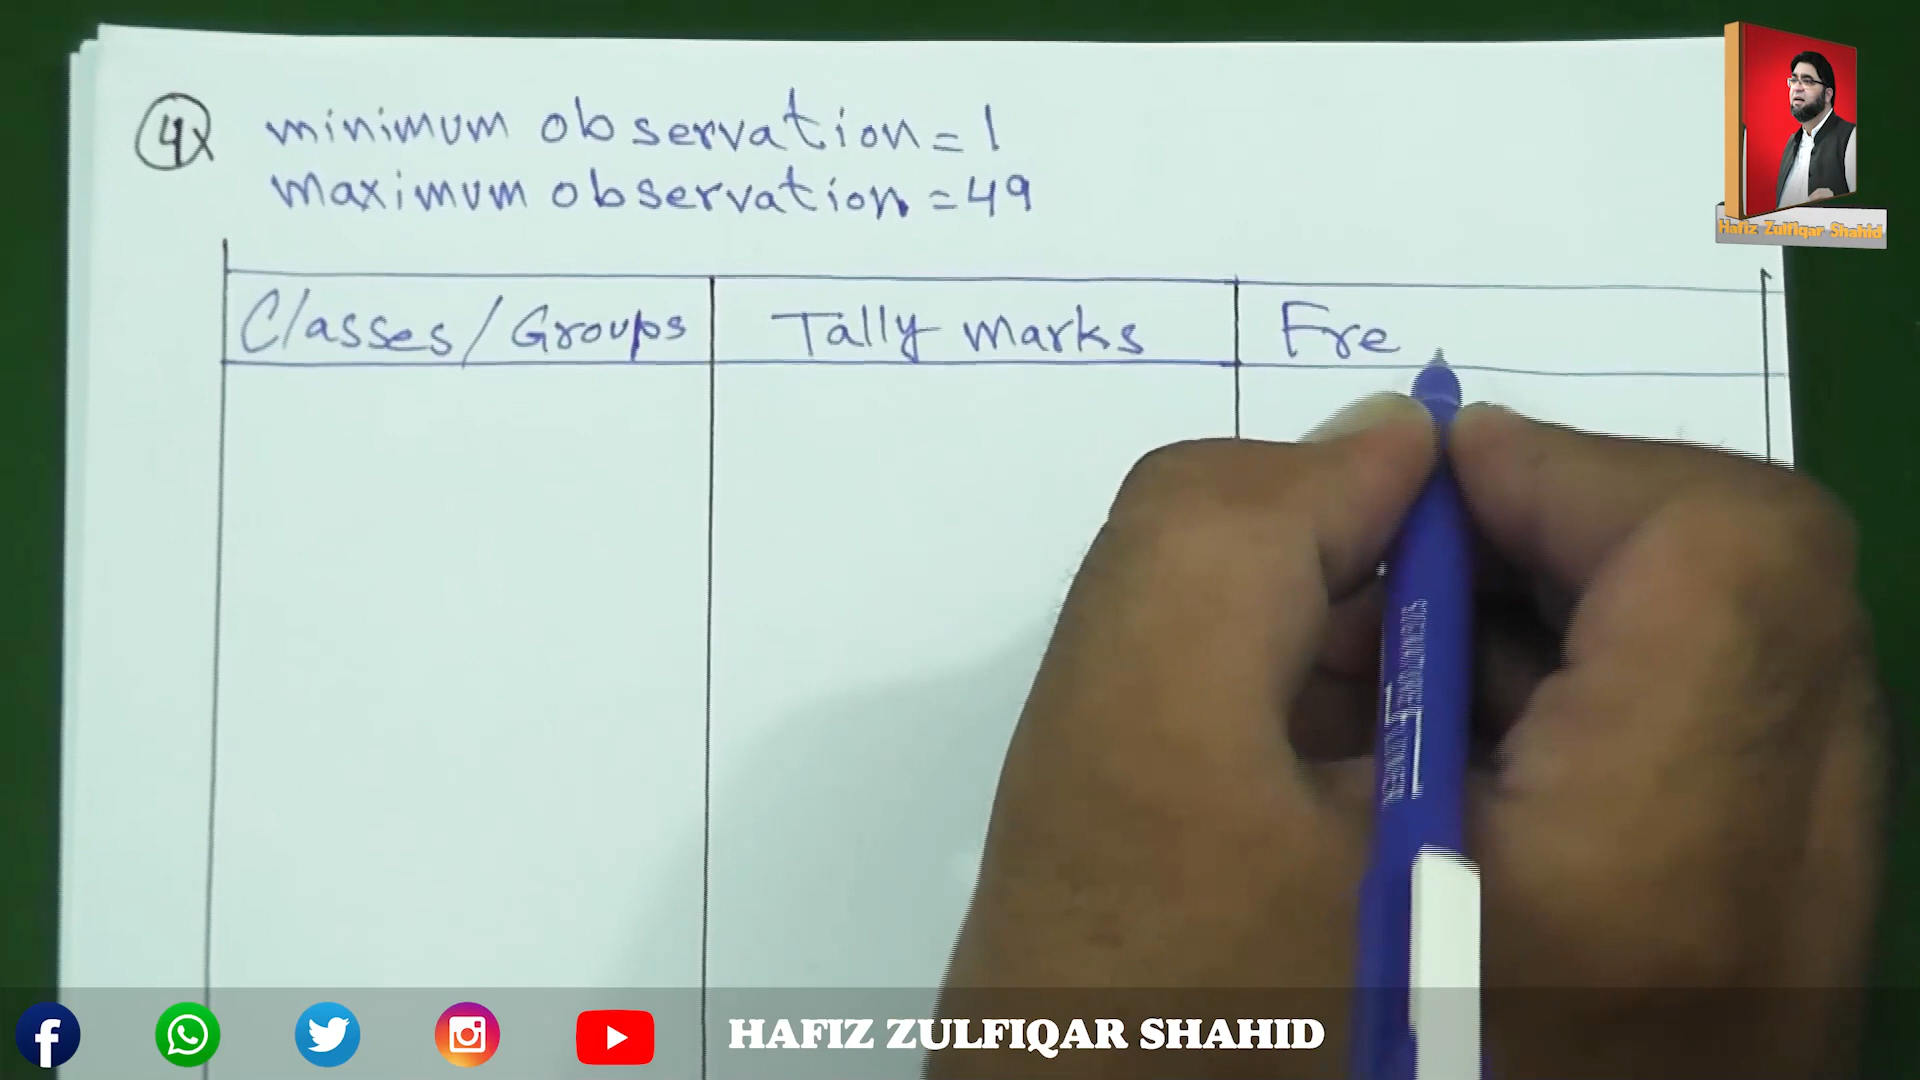 4 minimum observation = 1
maximum observation = 49
Classes/Groups Tally marks Fre
Hafiz Zulfiqar Shahid
HAFIZ ZULFIQAR SHAHID